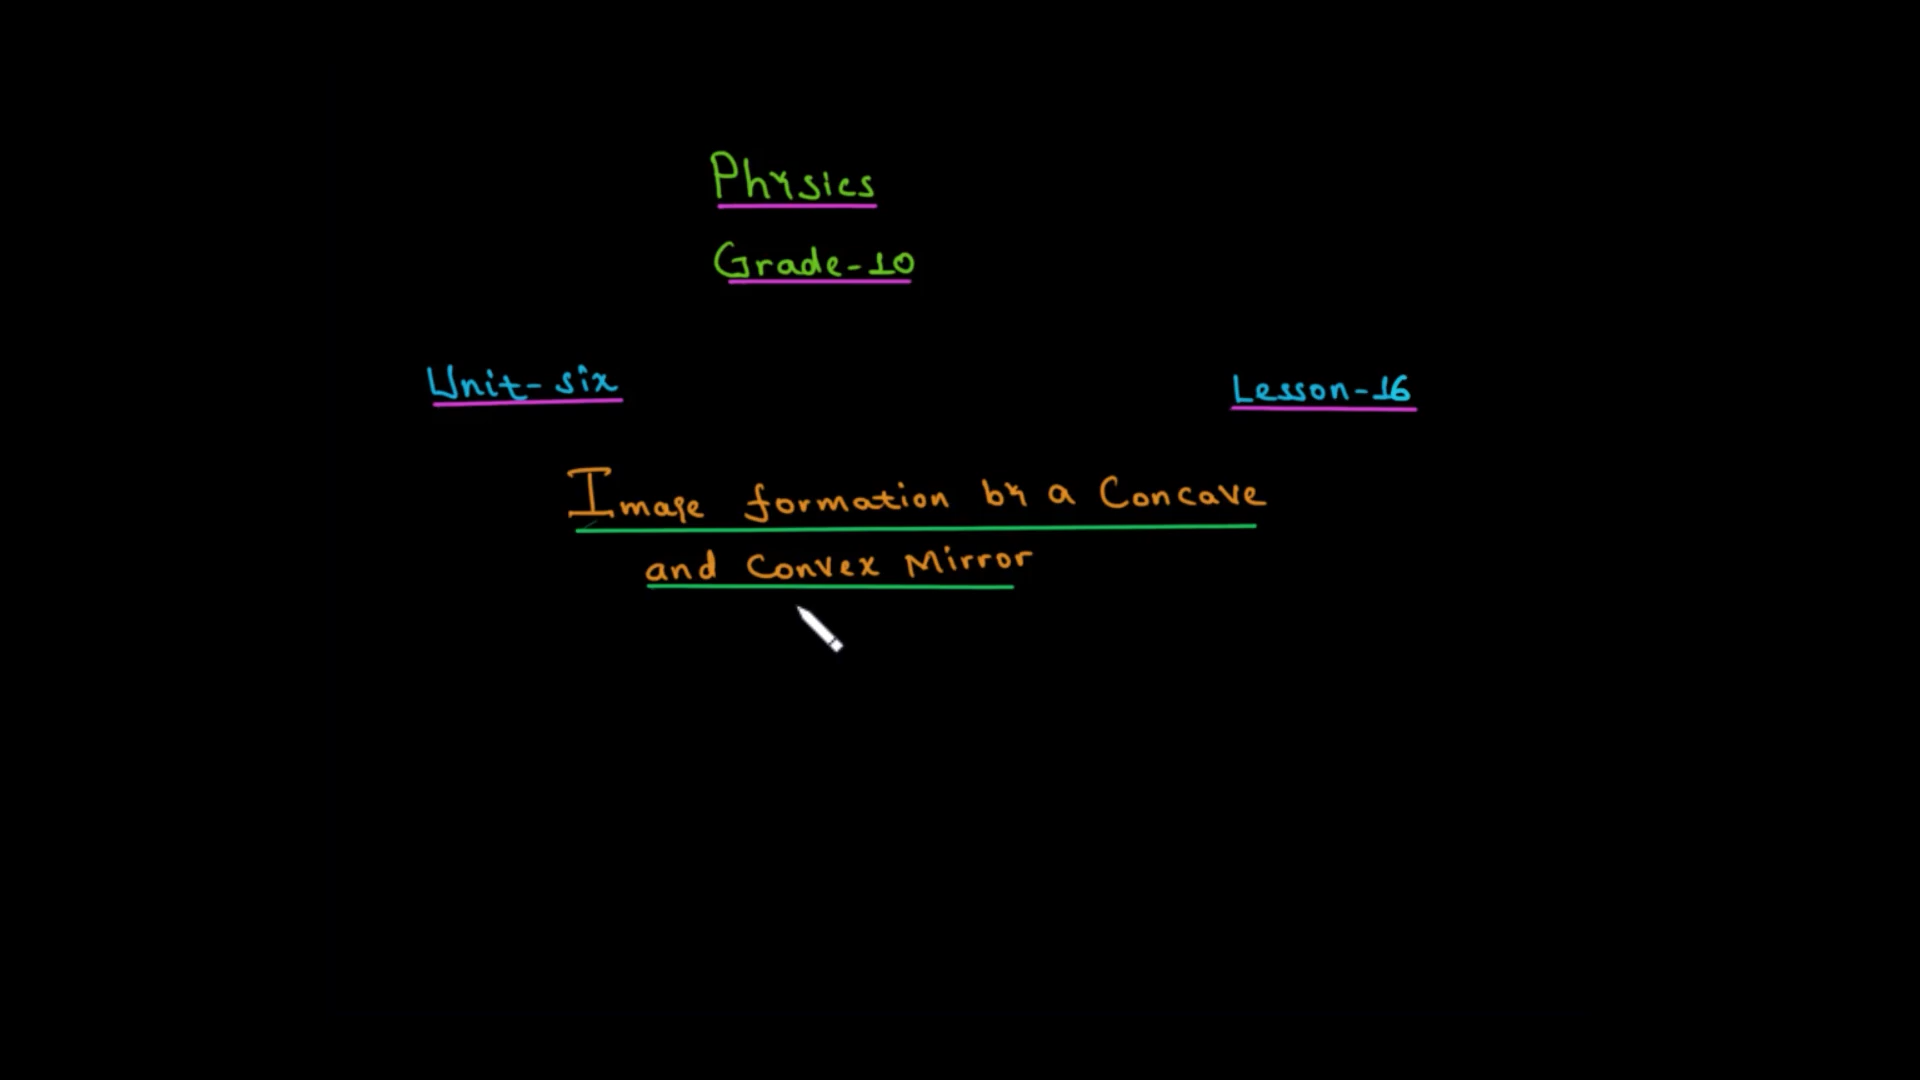 Physics
Grade-10
Unit-six
Lesson-16
Image formation by a Concave
and Convex Mirror